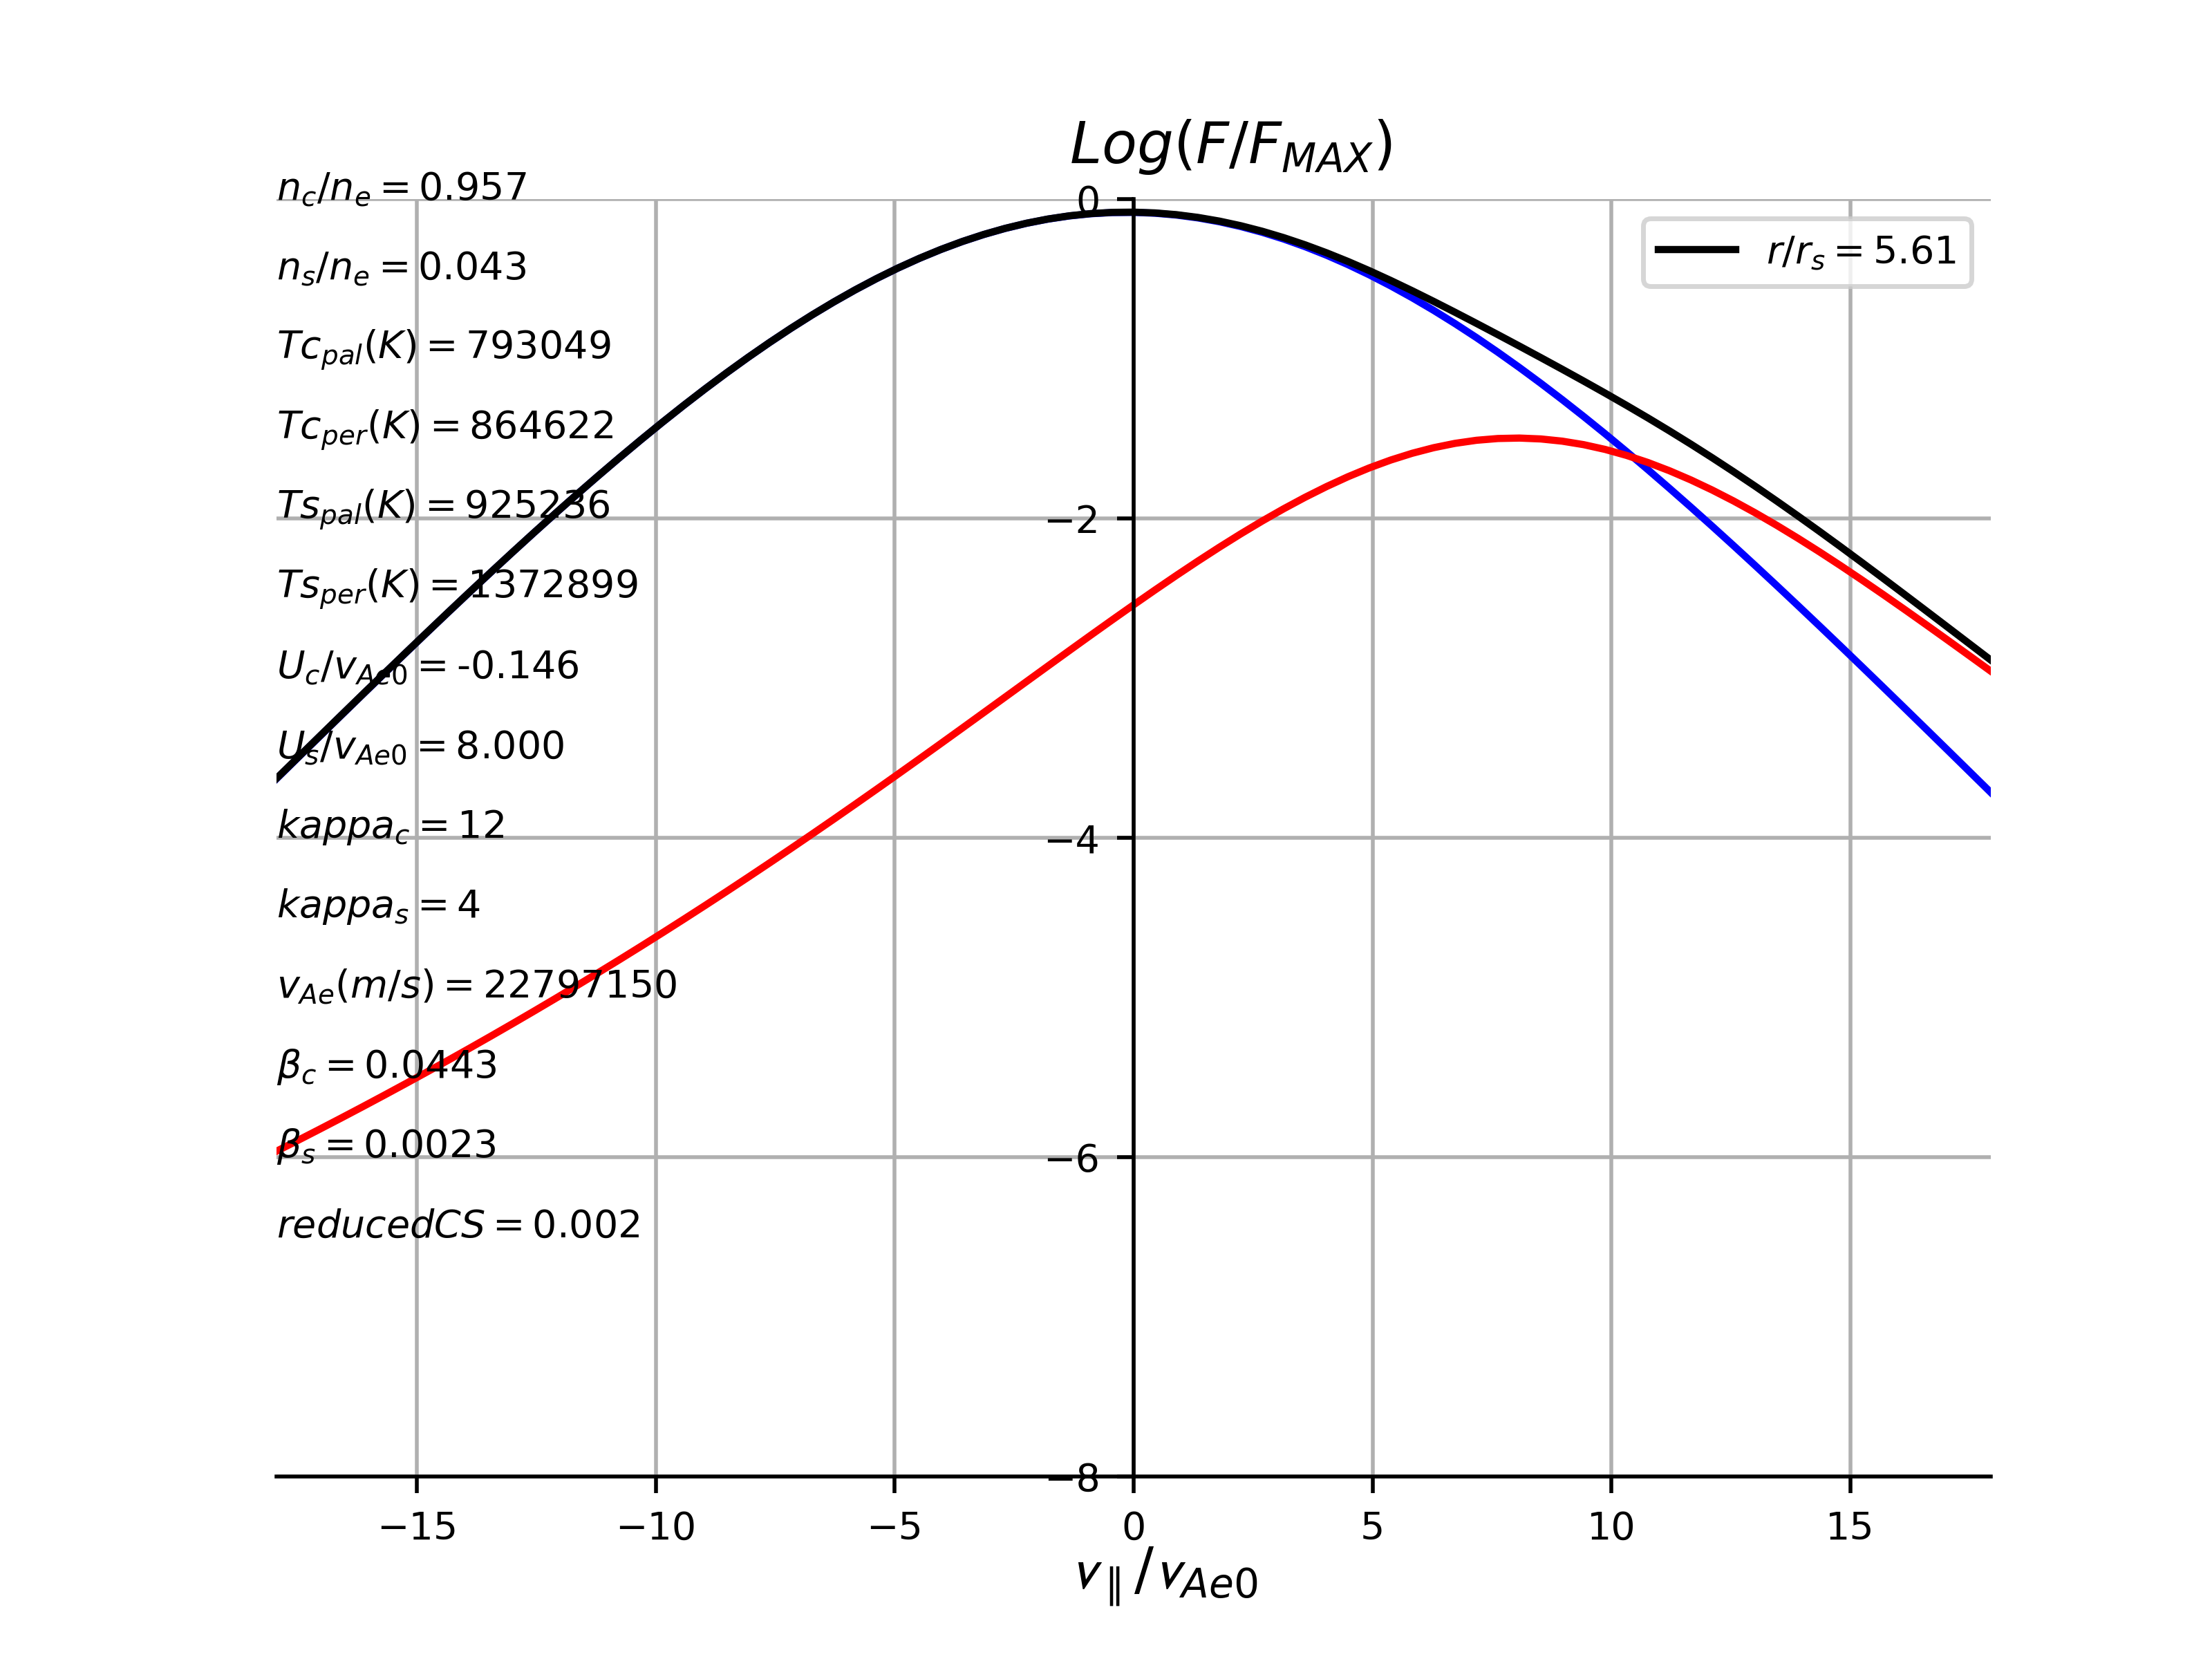 Log(F/F_MAX)
n_c/n_e = 0.957
n_s/n_e = 0.043
Tc_pal(K) = 793049
Tc_per(K) = 864622
Ts_pal(K) = 925236
Ts_per(K) = 1372899
U_c/v_Ae0 = -0.146
U_s/v_Ae0 = 8.000
kappa_c = 12
kappa_s = 4
v_Ae(m/s) = 22797150
β_c = 0.0443
β_s = 0.0023
reducedCS = 0.002
r/r_s = 5.61
0
−2
−4
−6
−8
−15 −10 −5 0 5 10 15
v_∥/v_Ae0